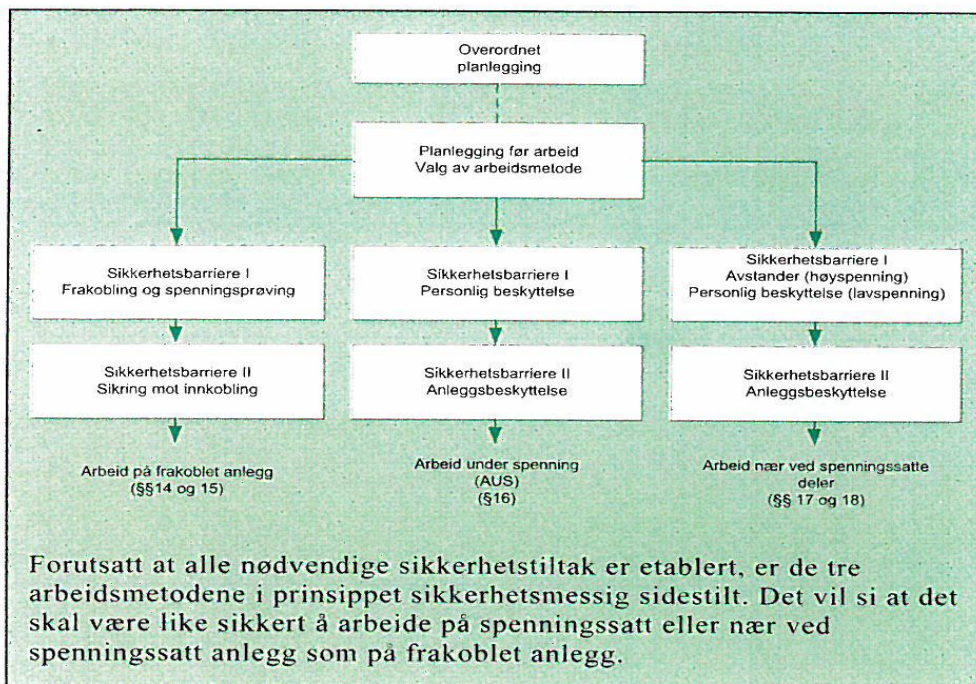 Overordnet
planlegging
Planlegging før arbeid
Valg av arbeidsmetode
Sikkerhetsbarriere I
Frakobling og spenningsprøving
Sikkerhetsbarriere I
Personlig beskyttelse
Sikkerhetsbarriere I
Avstander (høyspenning)
Personlig beskyttelse (lavspenning)
Sikkerhetsbarriere II
Sikring mot innkobling
Sikkerhetsbarriere II
Anleggsbeskyttelse
Sikkerhetsbarriere II
Anleggsbeskyttelse
Arbeid på frakoblet anlegg
(§§14 og 15)
Arbeid under spenning
(AUS)
(§16)
Arbeid nær ved spenningssatte
deler
(§§ 17 og 18)
Forutsatt at alle nødvendige sikkerhetstiltak er etablert, er de tre
arbeidsmetodene i prinsippet sikkerhetsmessig sidestilt. Det vil si at det
skal være like sikkert å arbeide på spenningssatt eller nær ved
spenningssatt anlegg som på frakoblet anlegg.